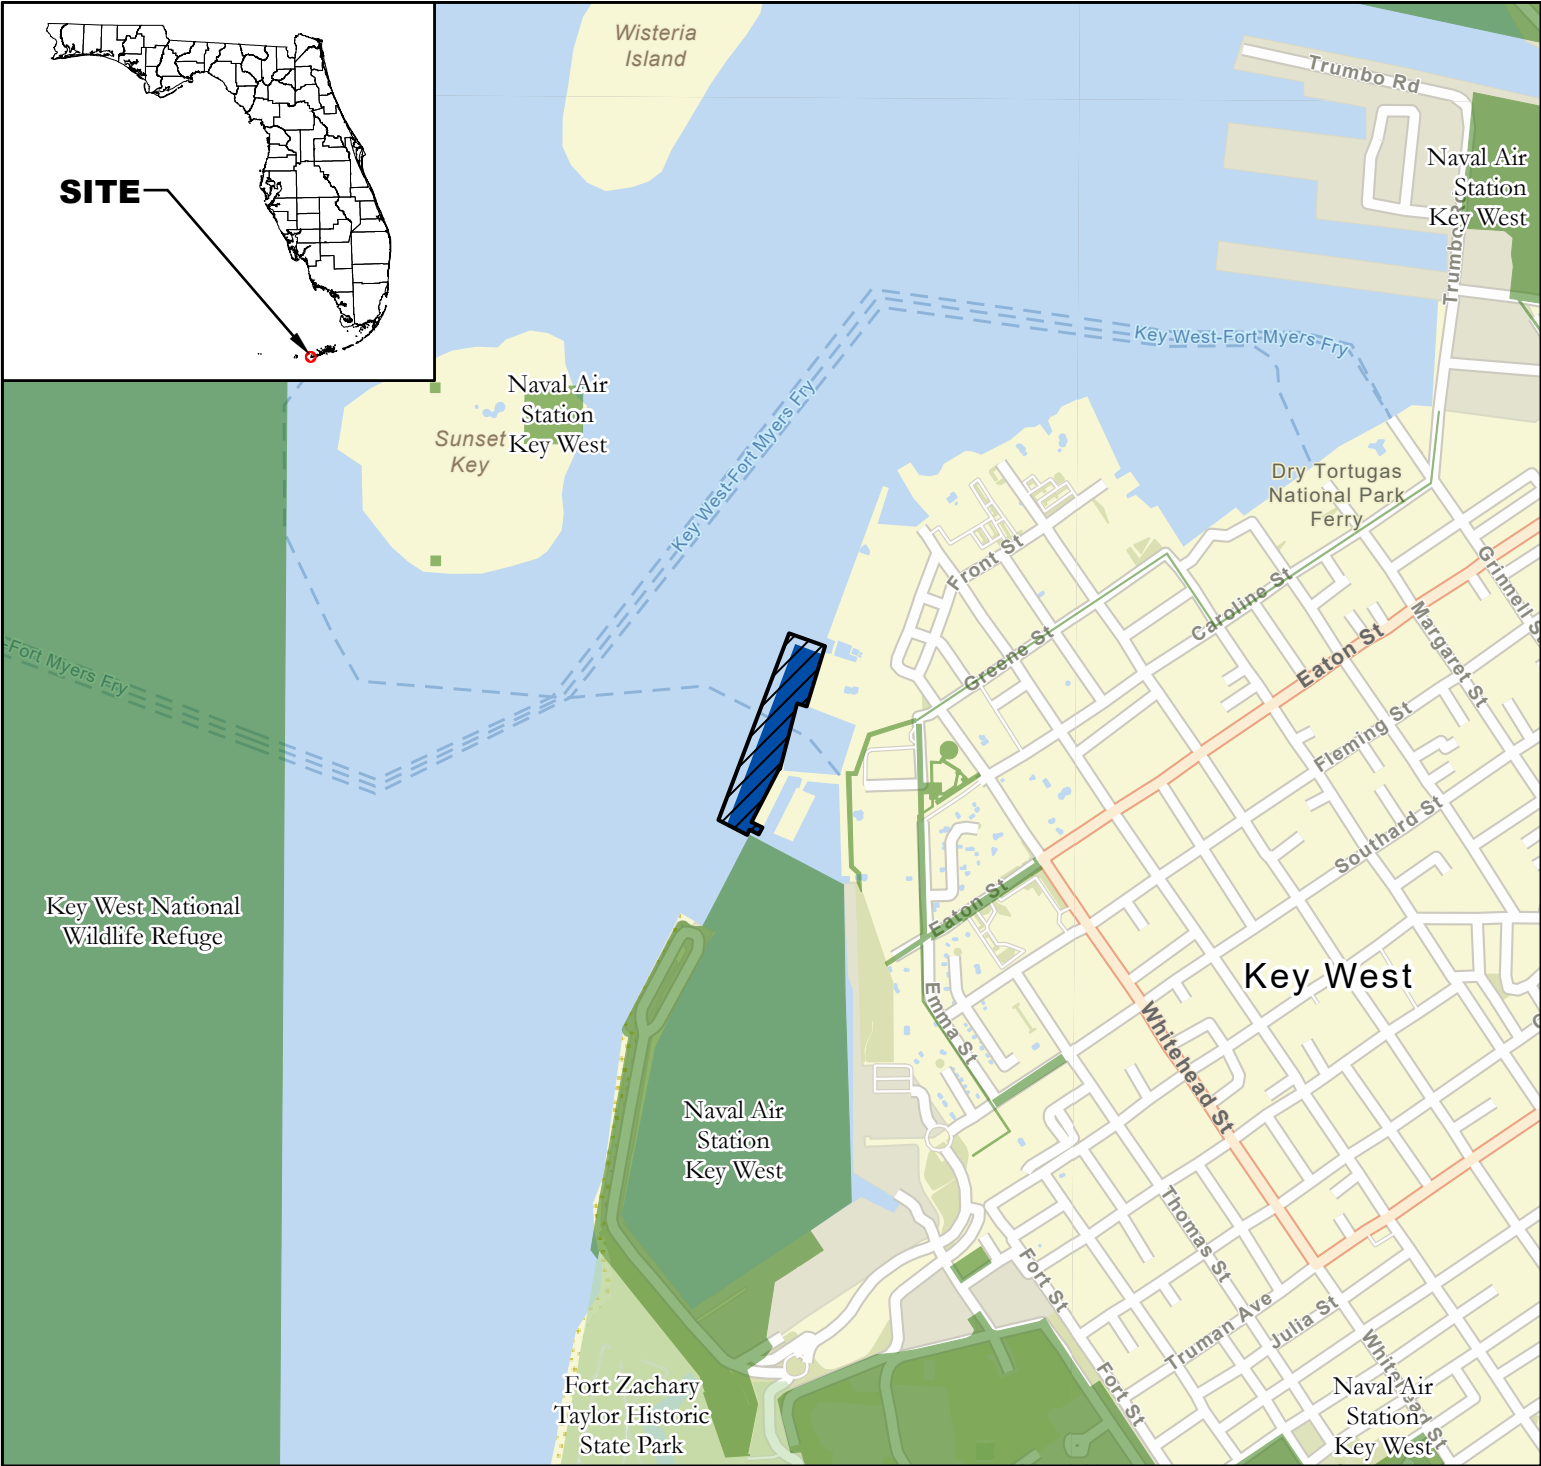 Wisteria
Island
Trumbo Rd
SITE
Naval Air
Station
Key West
Trumbo
Key West-Fort Myers Fry
Naval Air
Station
Key West
Sunset
Key
Key West-Fort Myers Fry
Dry Tortugas
National Park
Ferry
Front St
Grinnell St
Caroline St
Margaret St
Greene St
Eaton St
-Fort Myers Fry
Fleming St
Southard St
Eaton St
Key West National
Wildlife Refuge
Key West
Emma St
Whitehead St
Naval Air
Station
Key West
Thomas St
Fort St
Truman Ave
Julia St
Whitehead St
Fort St
Fort Zachary
Taylor Historic
State Park
Naval Air
Station
Key West